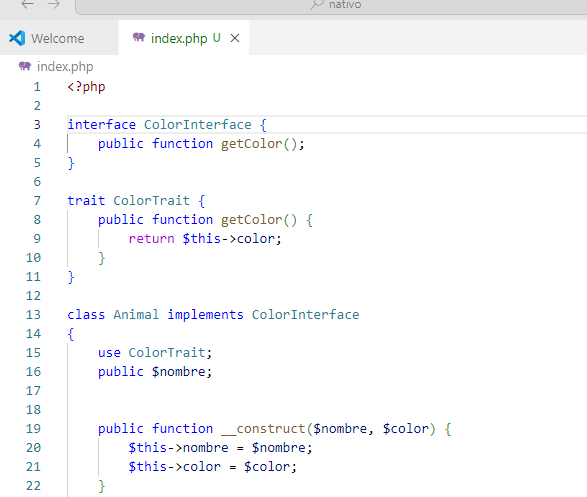 nativo
Welcome
index.php U
index.php
1 <?php
2
3 interface ColorInterface {
4 public function getColor();
5 }
6
7 trait ColorTrait {
8 public function getColor() {
9 return $this->color;
10 }
11 }
12
13 class Animal implements ColorInterface
14 {
15 use ColorTrait;
16 public $nombre;
17
18
19 public function __construct($nombre, $color) {
20 $this->nombre = $nombre;
21 $this->color = $color;
22 }